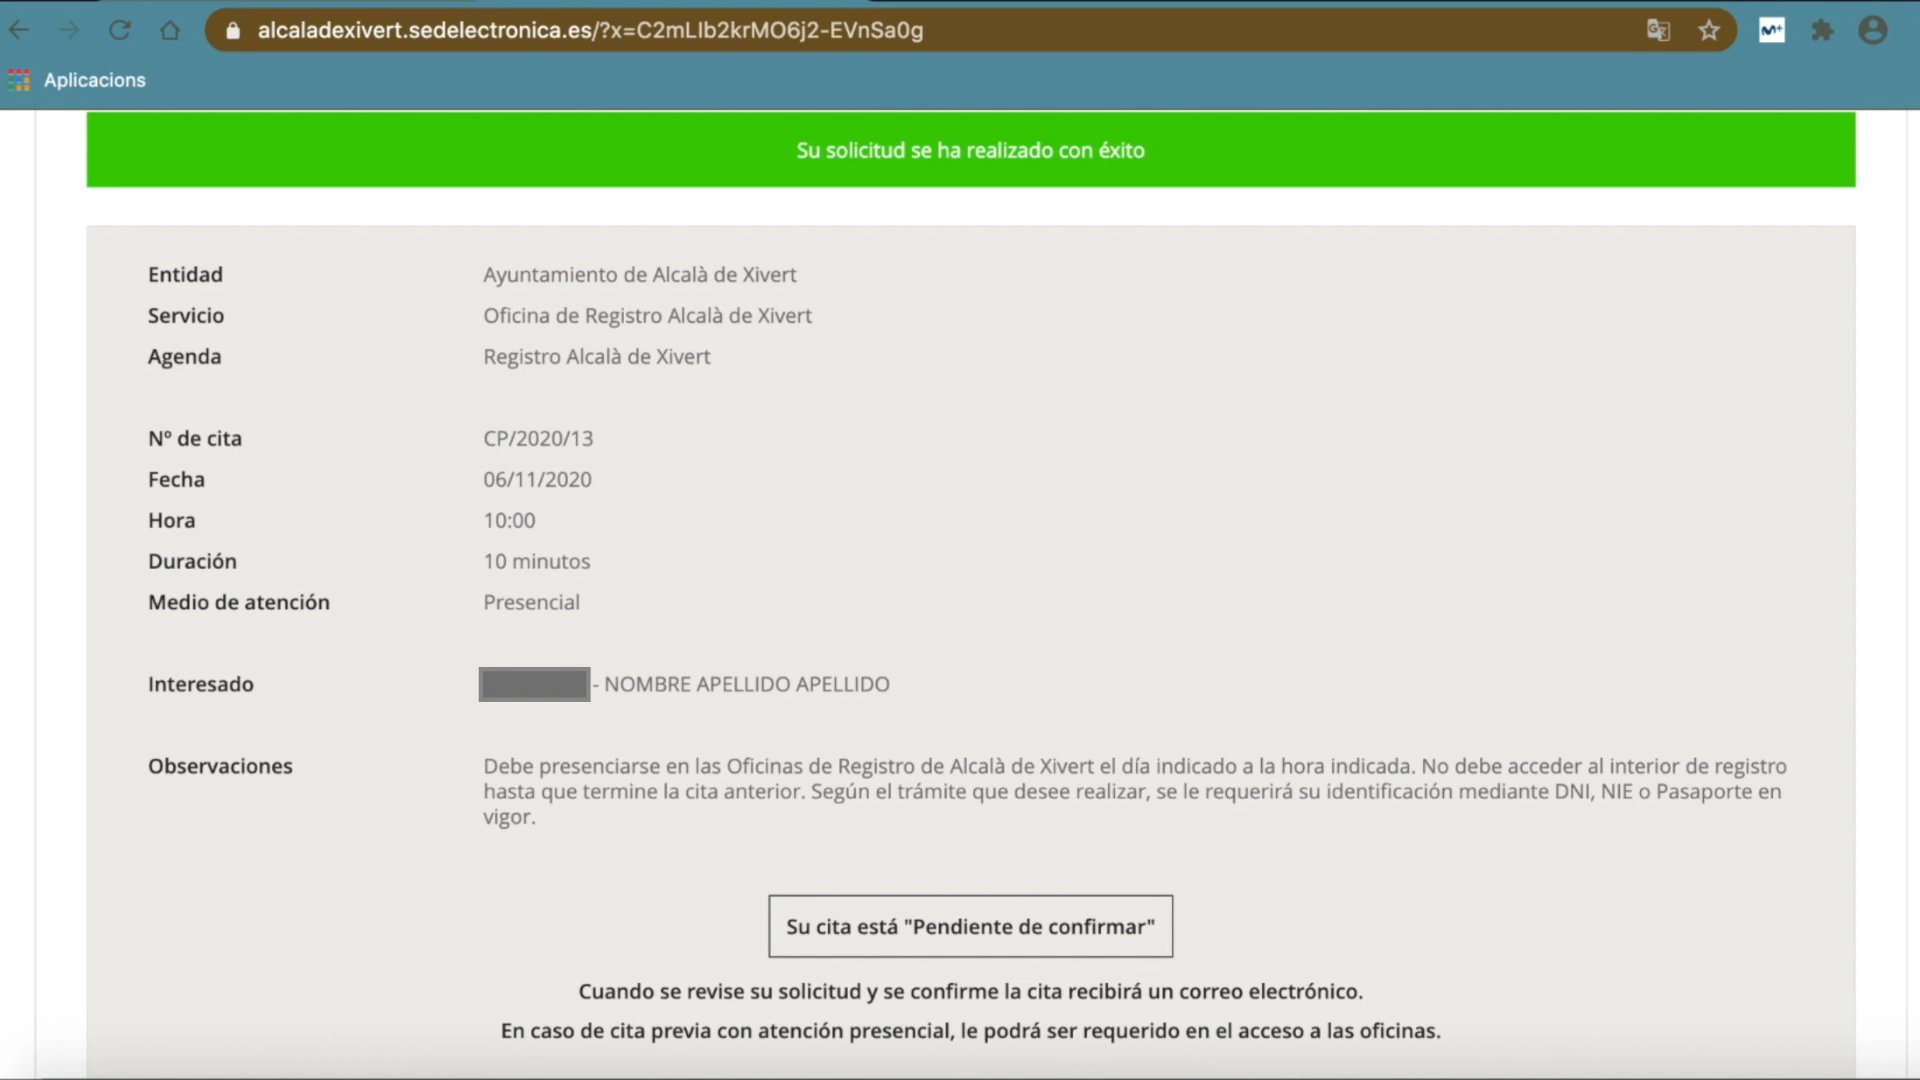 alcaladexivert.sedelectronica.es/?x=C2mLIb2krMO6j2-EVnSa0g
Aplicacions
Su solicitud se ha realizado con éxito
Entidad Ayuntamiento de Alcalà de Xivert
Servicio Oficina de Registro Alcalà de Xivert
Agenda Registro Alcalà de Xivert
Nº de cita CP/2020/13
Fecha 06/11/2020
Hora 10:00
Duración 10 minutos
Medio de atención Presencial
Interesado - NOMBRE APELLIDO APELLIDO
Observaciones Debe presenciarse en las Oficinas de Registro de Alcalà de Xivert el día indicado a la hora indicada. No debe acceder al interior de registro
hasta que termine la cita anterior. Según el trámite que desee realizar, se le requerirá su identificación mediante DNI, NIE o Pasaporte en
vigor.
Su cita está "Pendiente de confirmar"
Cuando se revise su solicitud y se confirme la cita recibirá un correo electrónico.
En caso de cita previa con atención presencial, le podrá ser requerido en el acceso a las oficinas.